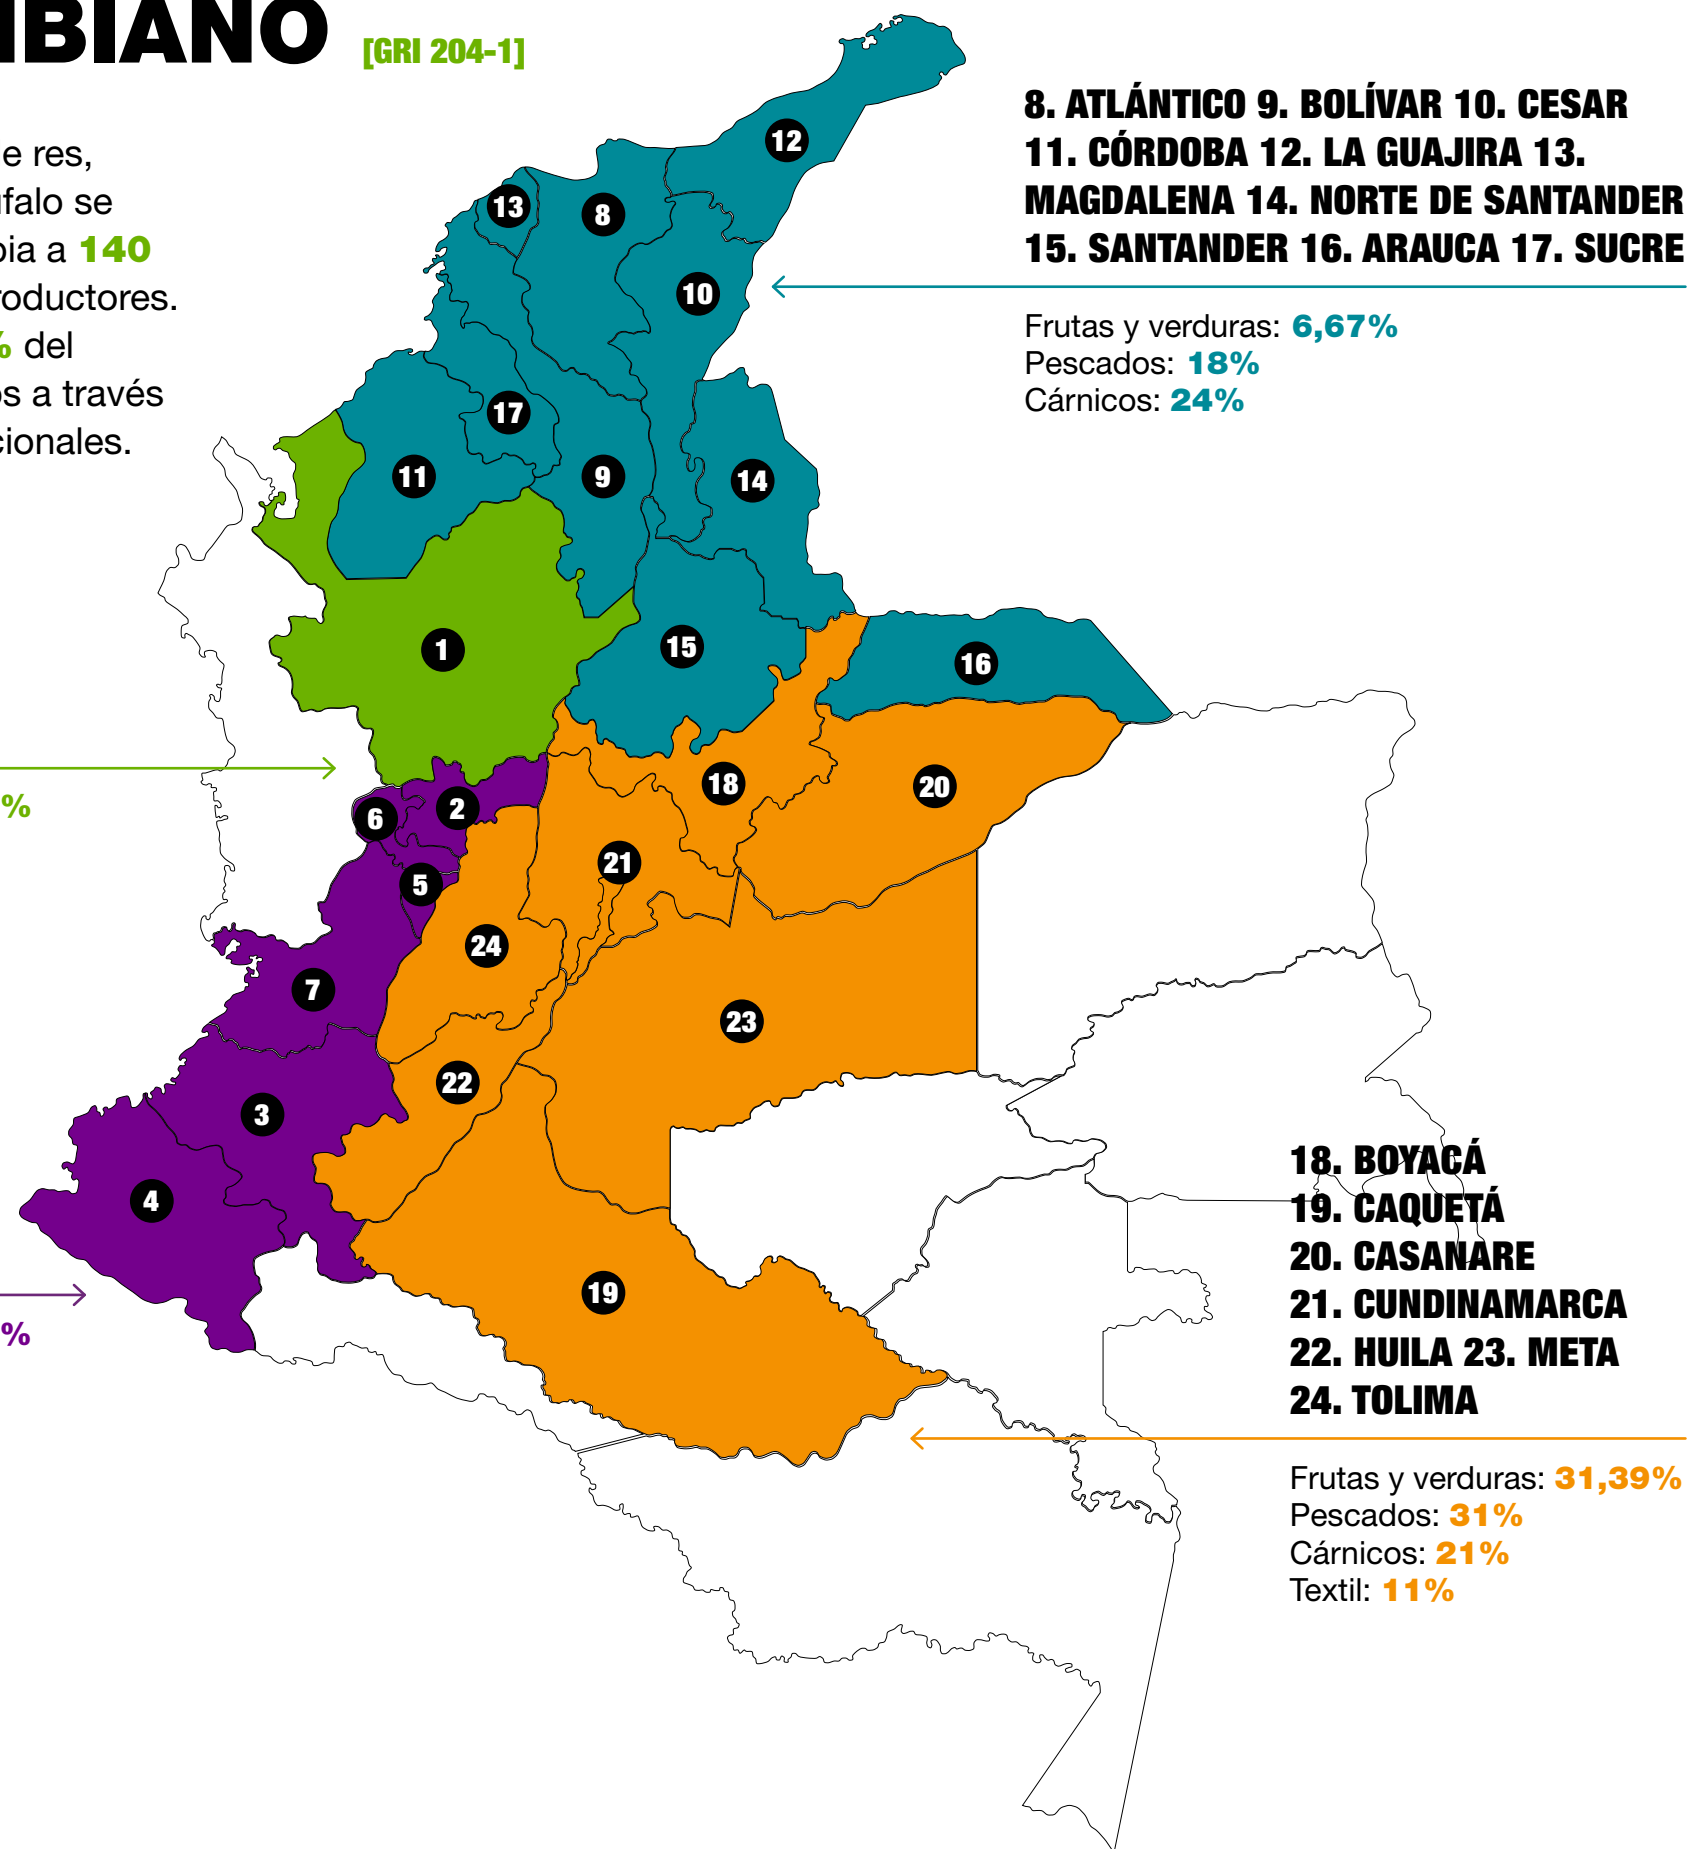 MBIANO [GRI 204-1]
e res,
ífalo se
bia a 140
roductores.
% del
os a través
cionales.
8. ATLÁNTICO 9. BOLÍVAR 10. CESAR
11. CÓRDOBA 12. LA GUAJIRA 13.
MAGDALENA 14. NORTE DE SANTANDER
15. SANTANDER 16. ARAUCA 17. SUCRE
Frutas y verduras: 6,67%
Pescados: 18%
Cárnicos: 24%
12
13
8
10
17
11
9
14
1
15
16
18
20
2
6
%
21
5
24
7
23
22
3
4
19
%
18. BOYACÁ
19. CAQUETÁ
20. CASANARE
21. CUNDINAMARCA
22. HUILA 23. META
24. TOLIMA
Frutas y verduras: 31,39%
Pescados: 31%
Cárnicos: 21%
Textil: 11%